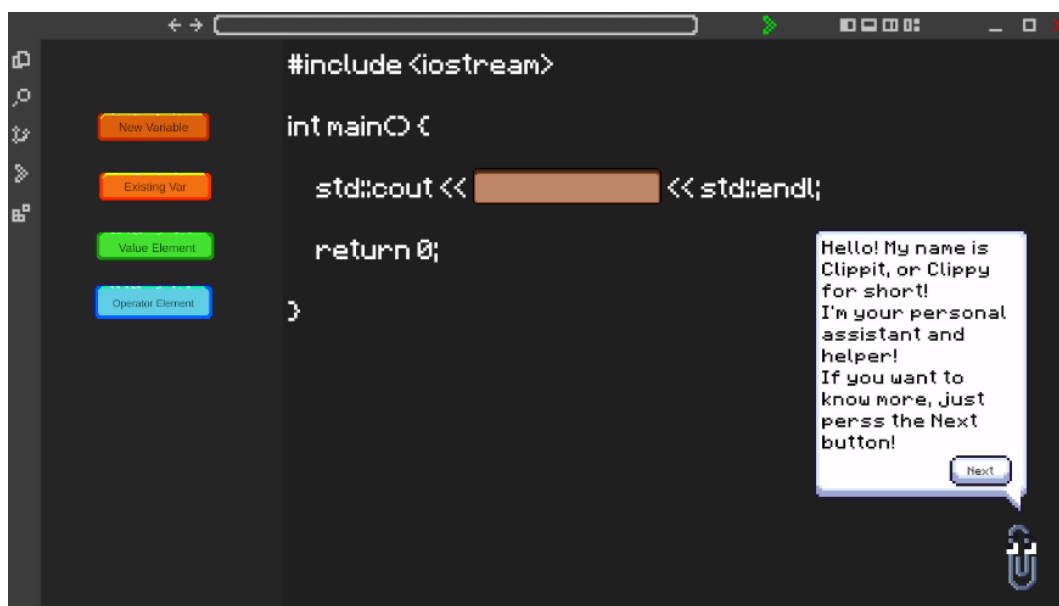 #include <iostream>
int main() {
New Variable
Existing Var
std::cout << << std::endl;
Value Element
return 0;
Operator Element
}
Hello! My name is
Clippit, or Clippy
for short!
I'm your personal
assistant and
helper!
If you want to
know more, just
perss the Next
button!
Next